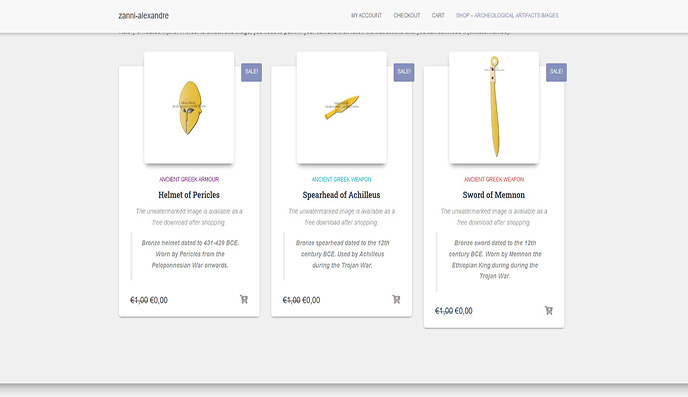 zanni-alexandre
MY ACCOUNT CHECKOUT CART SHOP – ARCHEOLOGICAL ARTIFACTS IMAGES
SALE!
SALE!
SALE!
ANCIENT GREEK ARMOUR
Helmet of Pericles
The unwatermarked image is available as a
free download after shopping.
Bronze helmet dated to 431-429 BCE.
Worn by Pericles from the
Peloponnesian War onwards.
€1,00 €0,00
ANCIENT GREEK WEAPON
Spearhead of Achilleus
The unwatermarked image is available as a
free download after shopping.
Bronze spearhead dated to the 12th
century BCE. Used by Achilleus
during the Trojan War.
€1,00 €0,00
ANCIENT GREEK WEAPON
Sword of Memnon
The unwatermarked image is available as a
free download after shopping.
Bronze sword dated to the 12th
century BCE. Worn by Memnon the
Ethiopian King during during the
Trojan War.
€1,00 €0,00